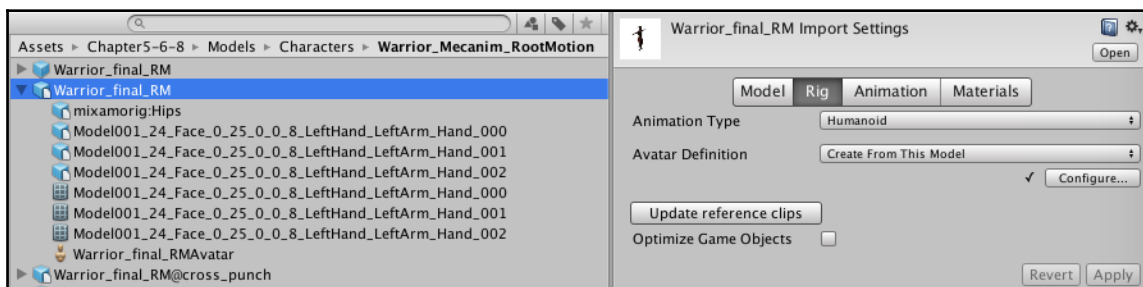 Assets ▸ Chapter5-6-8 ▸ Models ▸ Characters ▸ Warrior_Mecanim_RootMotion
Warrior_final_RM
Warrior_final_RM
mixamorig:Hips
Model001_24_Face_0_25_0_0_8_LeftHand_LeftArm_Hand_000
Model001_24_Face_0_25_0_0_8_LeftHand_LeftArm_Hand_001
Model001_24_Face_0_25_0_0_8_LeftHand_LeftArm_Hand_002
Model001_24_Face_0_25_0_0_8_LeftHand_LeftArm_Hand_000
Model001_24_Face_0_25_0_0_8_LeftHand_LeftArm_Hand_001
Model001_24_Face_0_25_0_0_8_LeftHand_LeftArm_Hand_002
Warrior_final_RMAvatar
Warrior_final_RM@cross_punch
Warrior_final_RM Import Settings
Open
Model Rig Animation Materials
Animation Type Humanoid
Avatar Definition Create From This Model
✓ Configure...
Update reference clips
Optimize Game Objects
Revert Apply